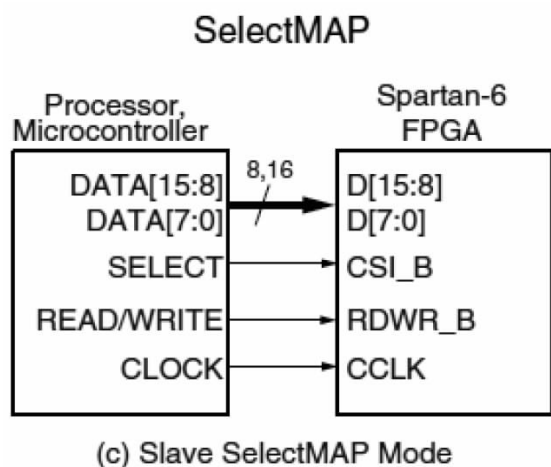 SelectMAP
Processor,
Microcontroller
Spartan-6
FPGA
8,16
DATA[15:8]
DATA[7:0]
SELECT
READ/WRITE
CLOCK
D[15:8]
D[7:0]
CSI_B
RDWR_B
CCLK
(c) Slave SelectMAP Mode